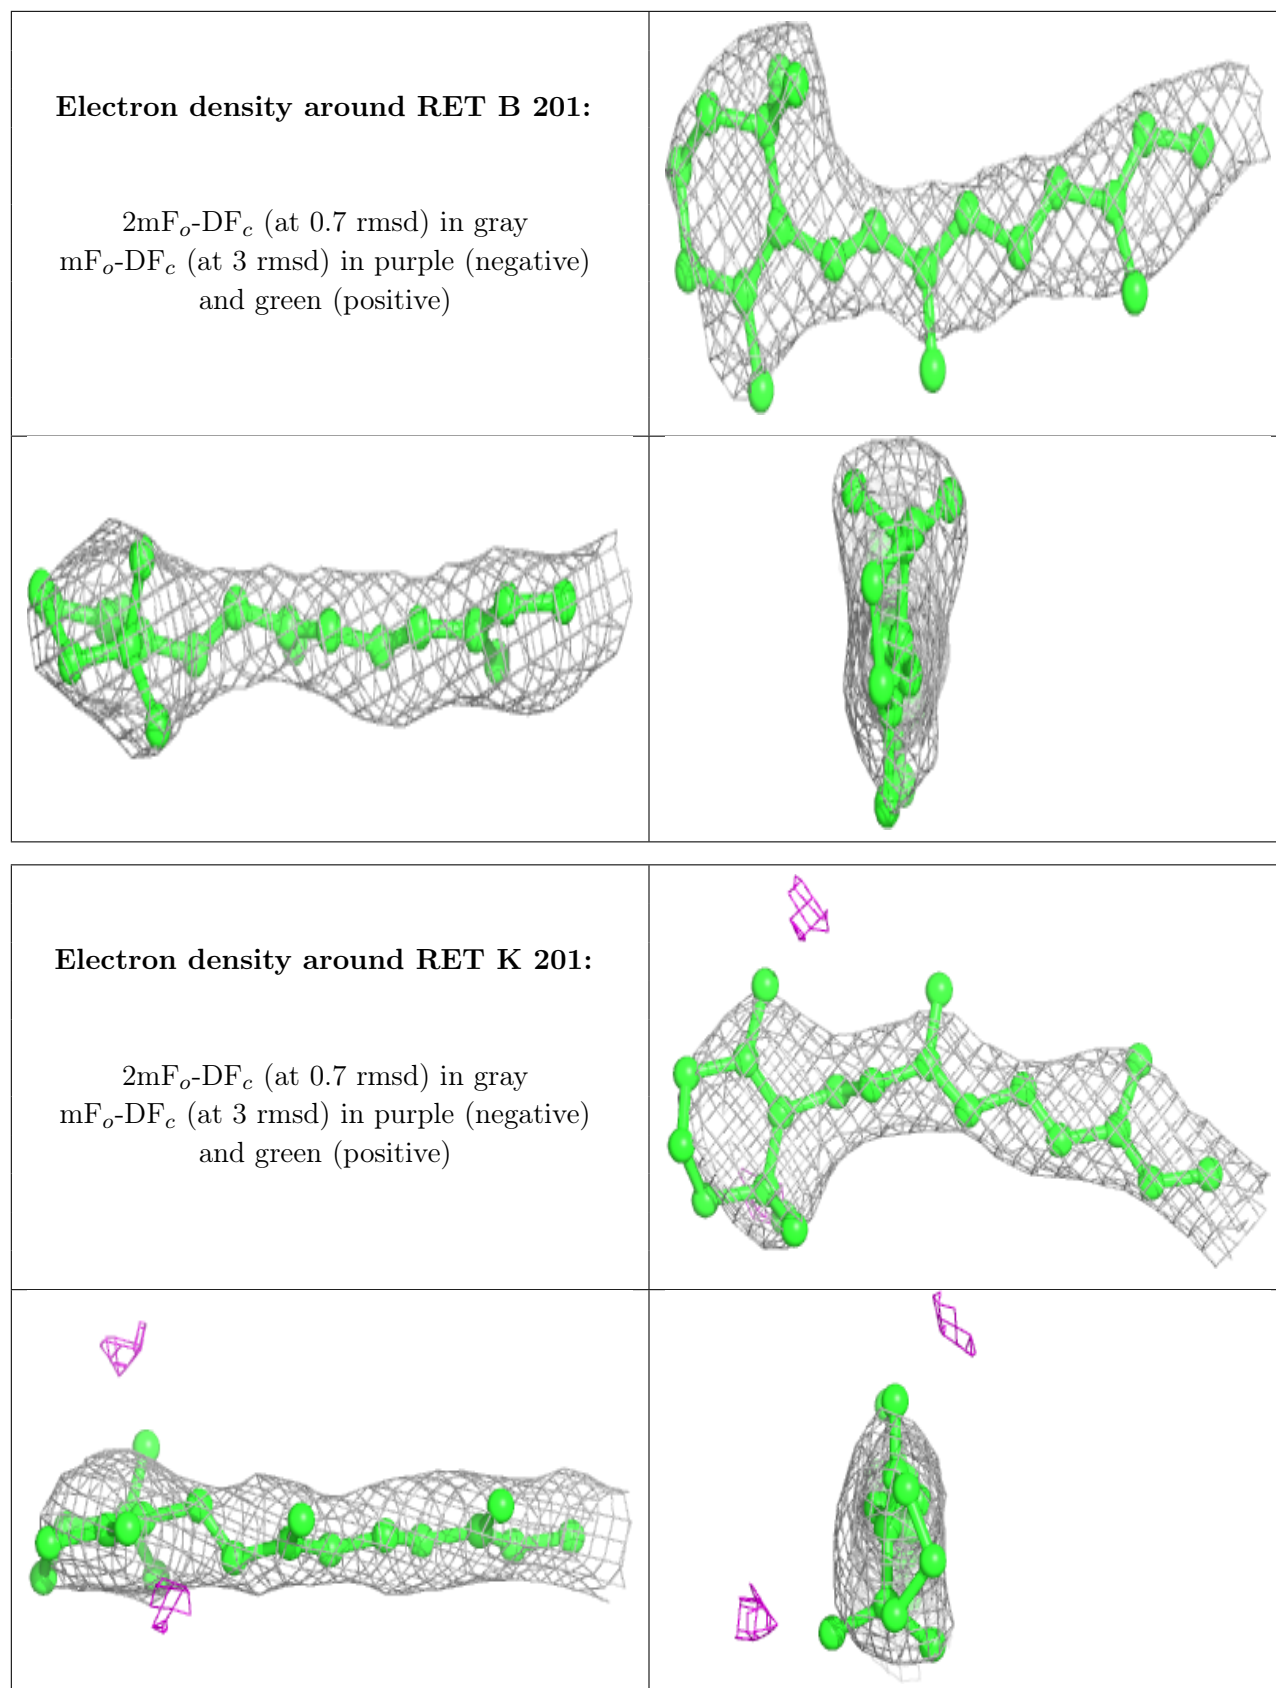 Electron density around RET B 201:
2mFo-DFc (at 0.7 rmsd) in gray
mFo-DFc (at 3 rmsd) in purple (negative)
and green (positive)
Electron density around RET K 201:
2mFo-DFc (at 0.7 rmsd) in gray
mFo-DFc (at 3 rmsd) in purple (negative)
and green (positive)